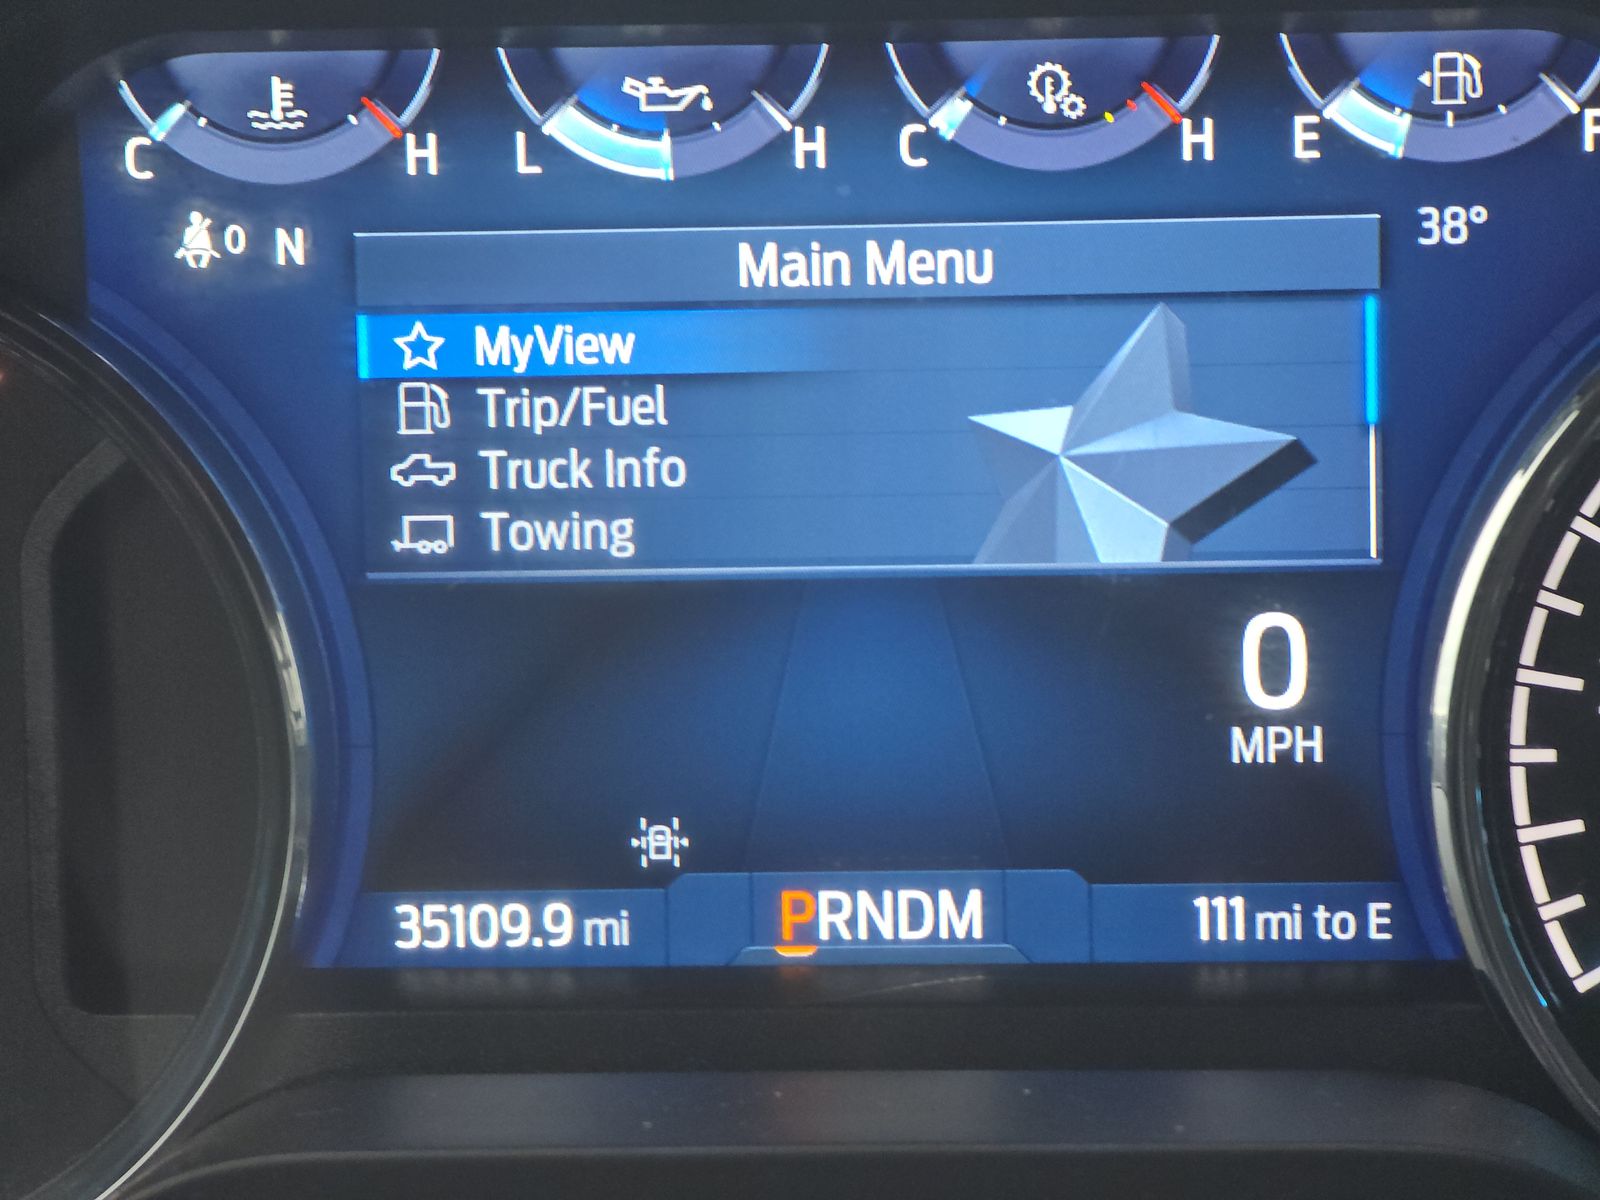 C H L H C H E F
0 N
38°
Main Menu
MyView
Trip/Fuel
Truck Info
Towing
0
MPH
35109.9 mi
PRNDM
111 mi to E